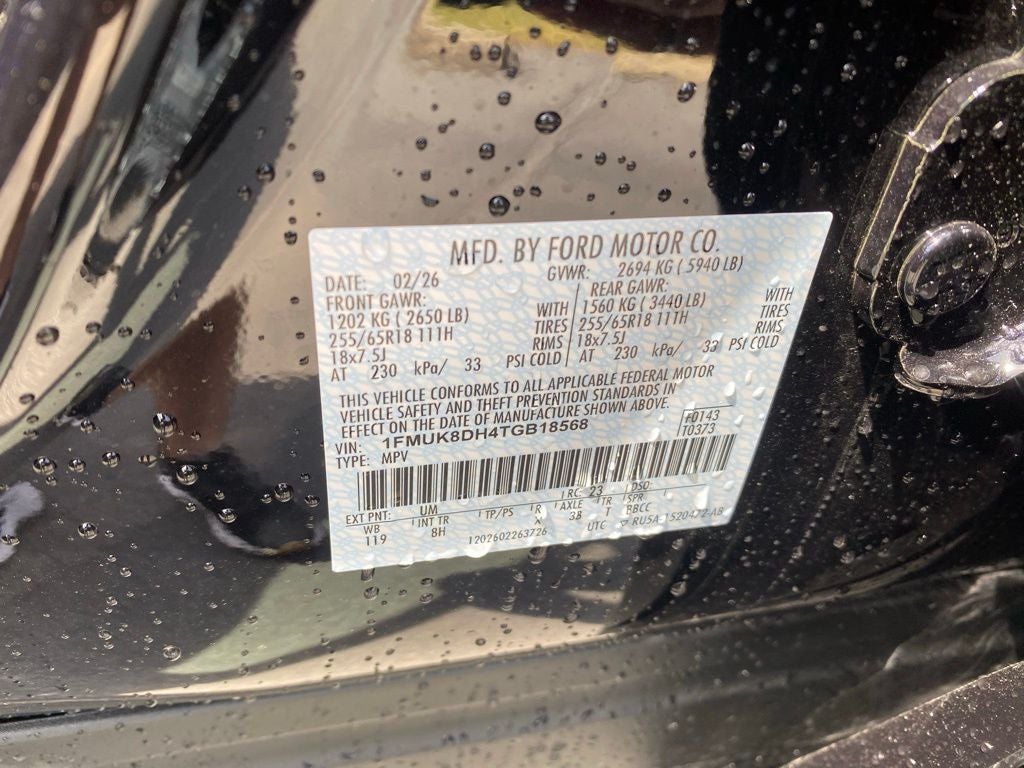 MFD. BY FORD MOTOR CO.
DATE: 02/26 GVWR: 2694 KG ( 5940 LB)
FRONT GAWR: REAR GAWR:
1202 KG ( 2650 LB) WITH 1560 KG ( 3440 LB) WITH
255/65R18 111H TIRES 255/65R18 111H TIRES
18x7.5J RIMS 18x7.5J RIMS
AT 230 kPa/ 33 PSI COLD AT 230 kPa/ 33 PSI COLD
THIS VEHICLE CONFORMS TO ALL APPLICABLE FEDERAL MOTOR
VEHICLE SAFETY AND THEFT PREVENTION STANDARDS IN
EFFECT ON THE DATE OF MANUFACTURE SHOWN ABOVE.
VIN: 1FMUK8DH4TGB18568 F0143
TYPE: MPV T0373
RC: 23 DSO:
EXT PNT: UM
WB INT TR TP/PS R AXLE TR SPR
119 8H X 3B T BBCC
1202602263726 UTC RU5A-1520472-AB